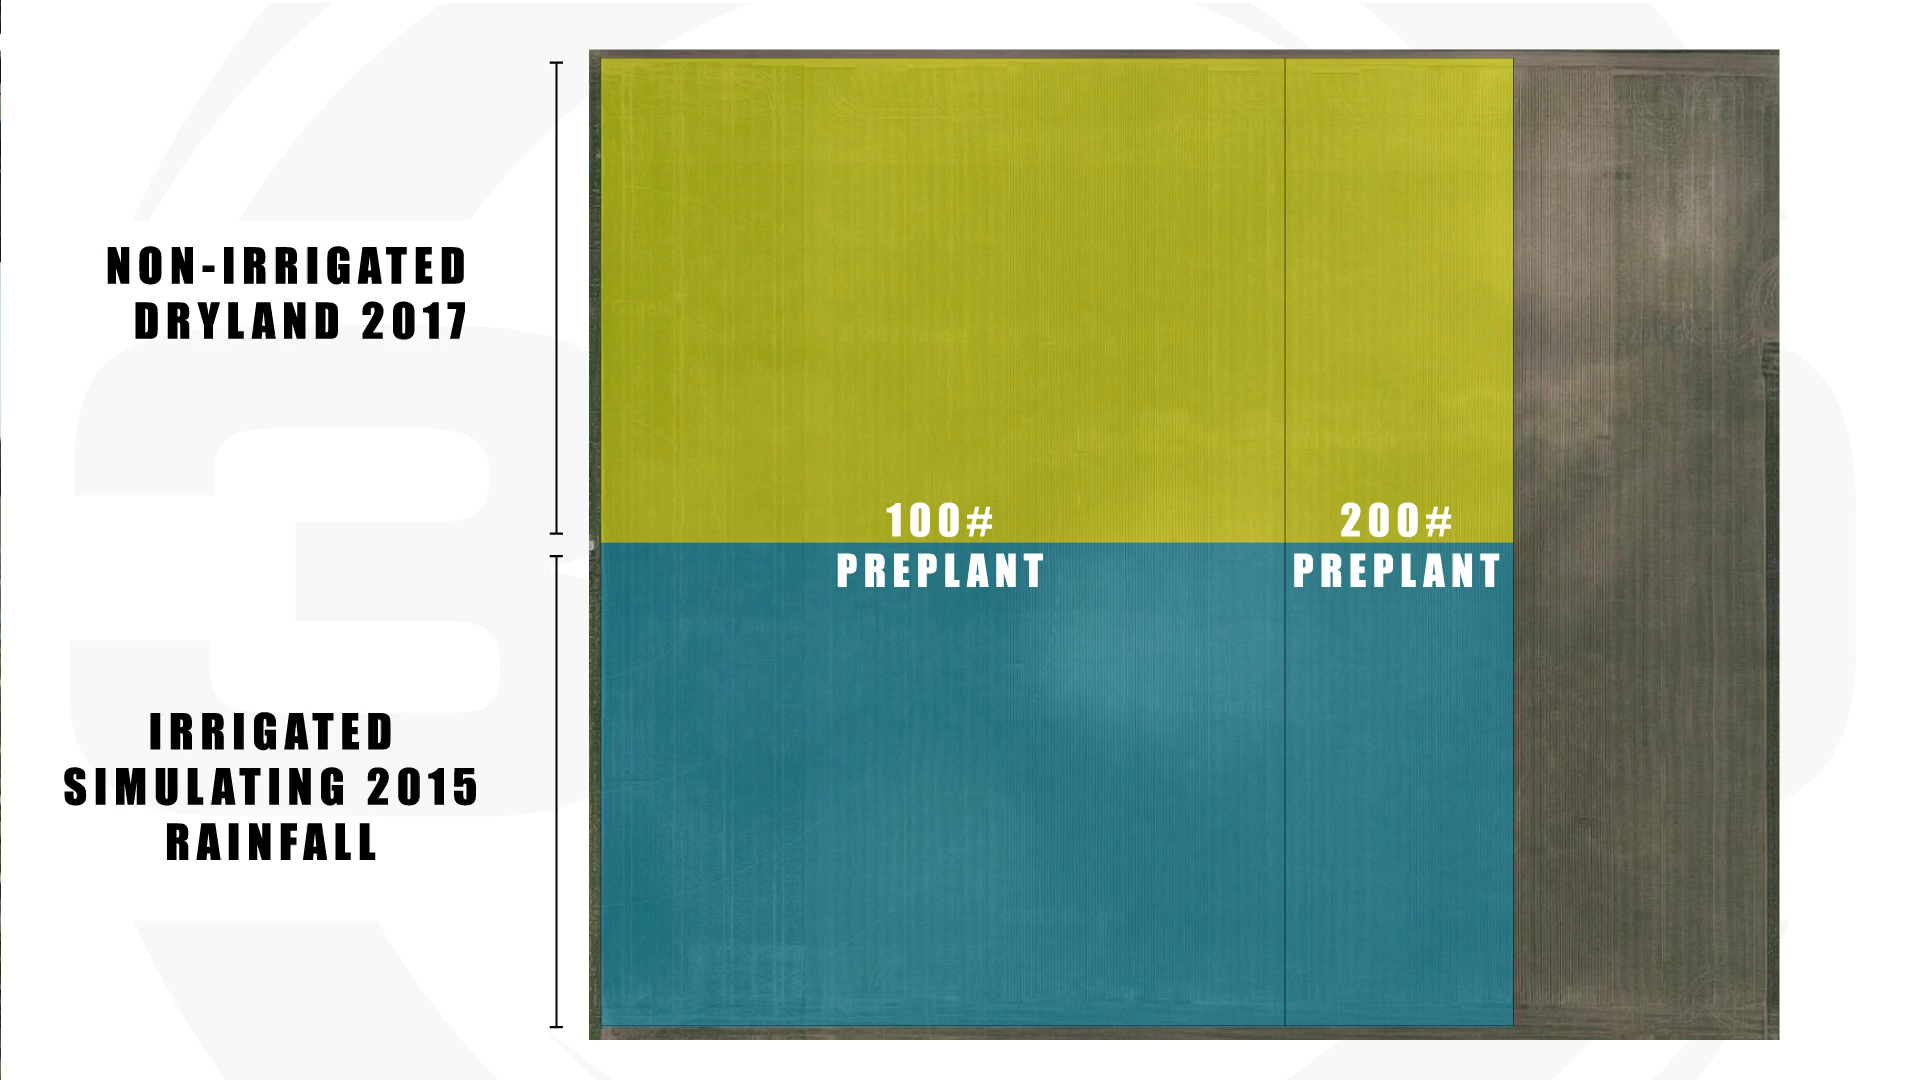 NON-IRRIGATED
DRYLAND 2017
100#
PREPLANT
200#
PREPLANT
IRRIGATED
SIMULATING 2015
RAINFALL